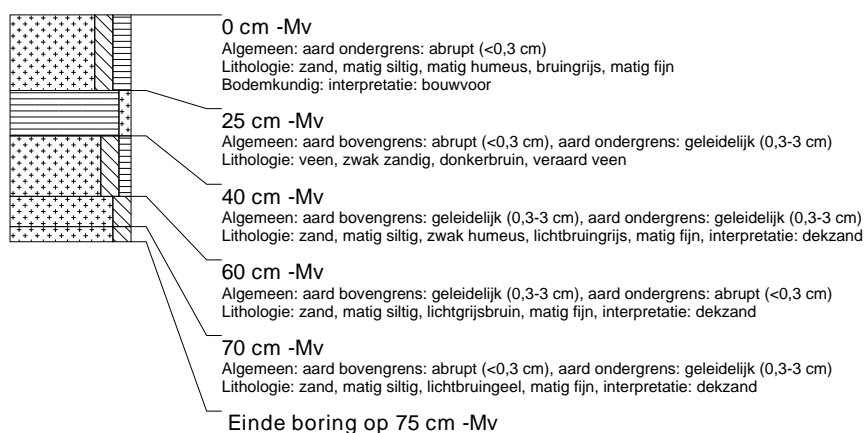 0 cm -Mv
Algemeen: aard ondergrens: abrupt (<0,3 cm)
Lithologie: zand, matig siltig, matig humeus, bruingrijs, matig fijn
Bodemkundig: interpretatie: bouwvoor
25 cm -Mv
Algemeen: aard bovengrens: abrupt (<0,3 cm), aard ondergrens: geleidelijk (0,3-3 cm)
Lithologie: veen, zwak zandig, donkerbruin, veraard veen
40 cm -Mv
Algemeen: aard bovengrens: geleidelijk (0,3-3 cm), aard ondergrens: geleidelijk (0,3-3 cm)
Lithologie: zand, matig siltig, zwak humeus, lichtbruingrijs, matig fijn, interpretatie: dekzand
60 cm -Mv
Algemeen: aard bovengrens: geleidelijk (0,3-3 cm), aard ondergrens: abrupt (<0,3 cm)
Lithologie: zand, matig siltig, lichtgrijsbruin, matig fijn, interpretatie: dekzand
70 cm -Mv
Algemeen: aard bovengrens: abrupt (<0,3 cm), aard ondergrens: geleidelijk (0,3-3 cm)
Lithologie: zand, matig siltig, lichtbruingeel, matig fijn, interpretatie: dekzand
Einde boring op 75 cm -Mv